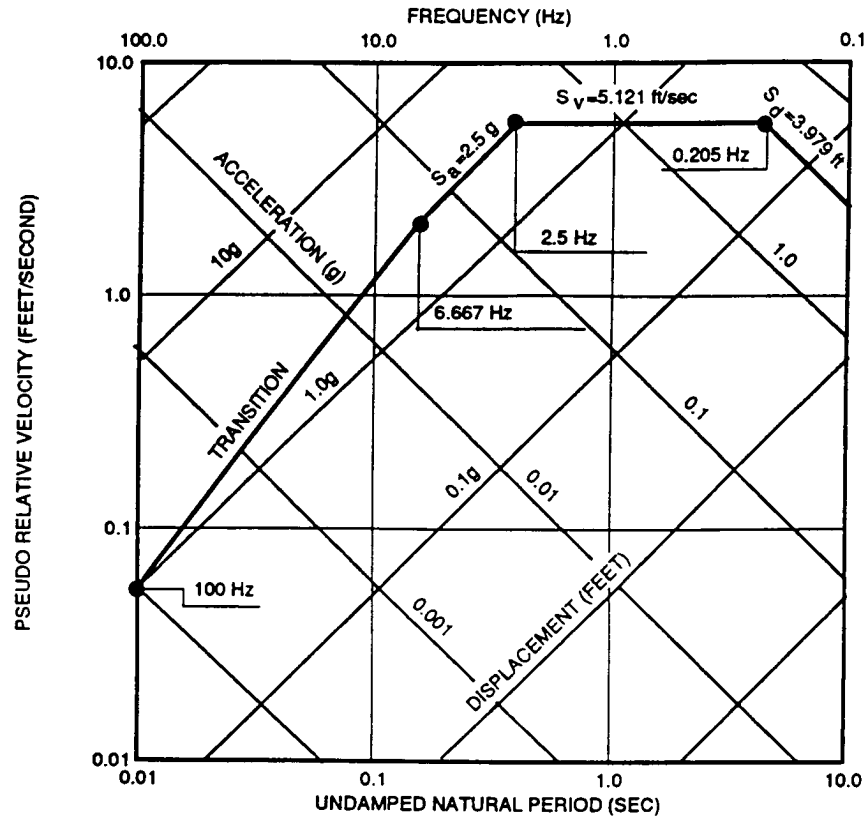 FREQUENCY (Hz)
100.0 10.0 1.0 0.1
10.0
S v =5.121 ft/sec
S d =3.979 ft
S a =2.5 g
0.205 Hz
ACCELERATION (g)
10g
2.5 Hz
1.0
1.0
6.667 Hz
TRANSITION
1.0g
0.1
0.1g
0.01
0.1
100 Hz
0.001
DISPLACEMENT (FEET)
0.01
0.01 0.1 1.0 10.0
UNDAMPED NATURAL PERIOD (SEC)
PSEUDO RELATIVE VELOCITY (FEET/SECOND)